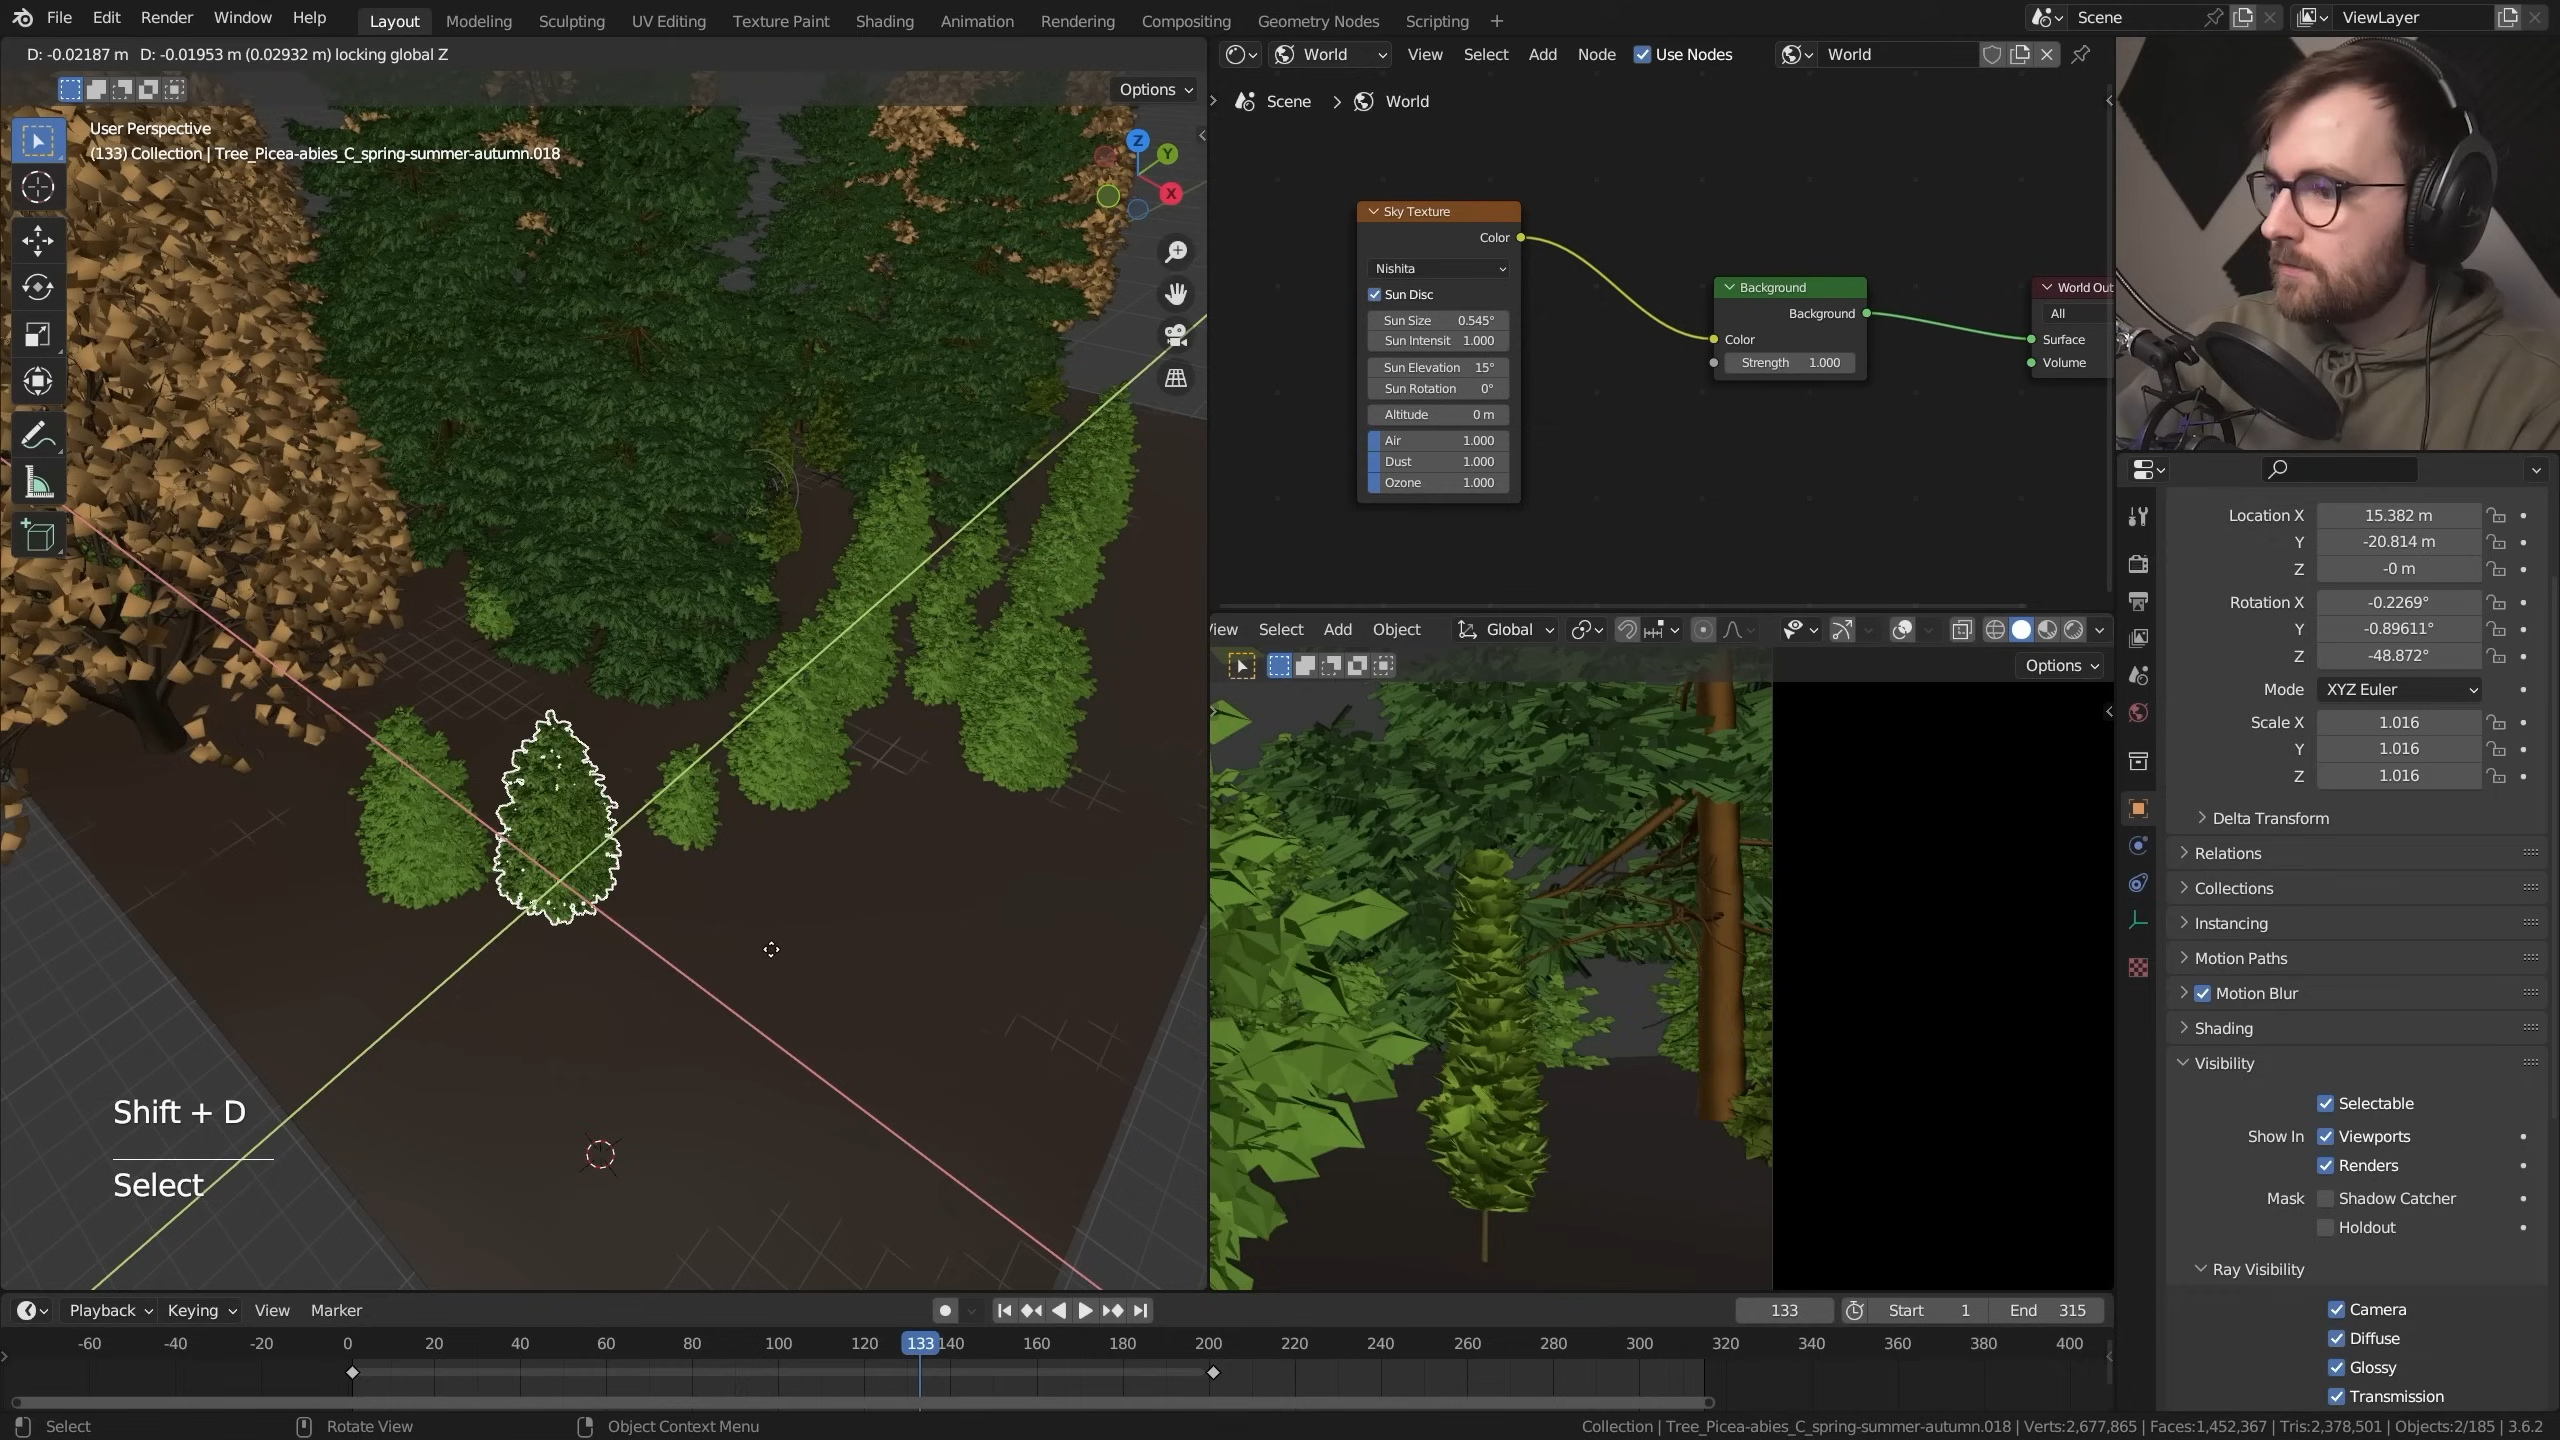 File Edit Render Window Help Layout Modeling Sculpting UV Editing Texture Paint Shading Animation Rendering Compositing Geometry Nodes Scripting + Scene ViewLayer
D: -0.02187 m D: -0.01953 m (0.02932 m) locking global Z
Options
User Perspective
(133) Collection | Tree_Picea-abies_C_spring-summer-autumn.018
Z
Y
X
Shift + D
Select
World View Select Add Node Use Nodes World
Scene > World
Sky Texture
Color
Nishita
Sun Disc
Sun Size 0.545°
Sun Intensit 1.000
Sun Elevation 15°
Sun Rotation 0°
Altitude 0 m
Air 1.000
Dust 1.000
Ozone 1.000
Background
Background
Color
Strength 1.000
World Out
All
Surface
Volume
iew Select Add Object Global
Options
Location X 15.382 m
Y -20.814 m
Z -0 m
Rotation X -0.2269°
Y -0.89611°
Z -48.872°
Mode XYZ Euler
Scale X 1.016
Y 1.016
Z 1.016
Delta Transform
Relations
Collections
Instancing
Motion Paths
Motion Blur
Shading
Visibility
Selectable
Show In Viewports
Renders
Mask Shadow Catcher
Holdout
Ray Visibility
Camera
Diffuse
Glossy
Transmission
Playback Keying View Marker 133 Start 1 End 315
-60 -40 -20 0 20 40 60 80 100 120 133 140 160 180 200 220 240 260 280 300 320 340 360 380 400
Select Rotate View Object Context Menu Collection | Tree_Picea-abies_C_spring-summer-autumn.018 | Verts:2,677,865 | Faces:1,452,367 | Tris:2,378,501 | Objects:2/185 | 3.6.2